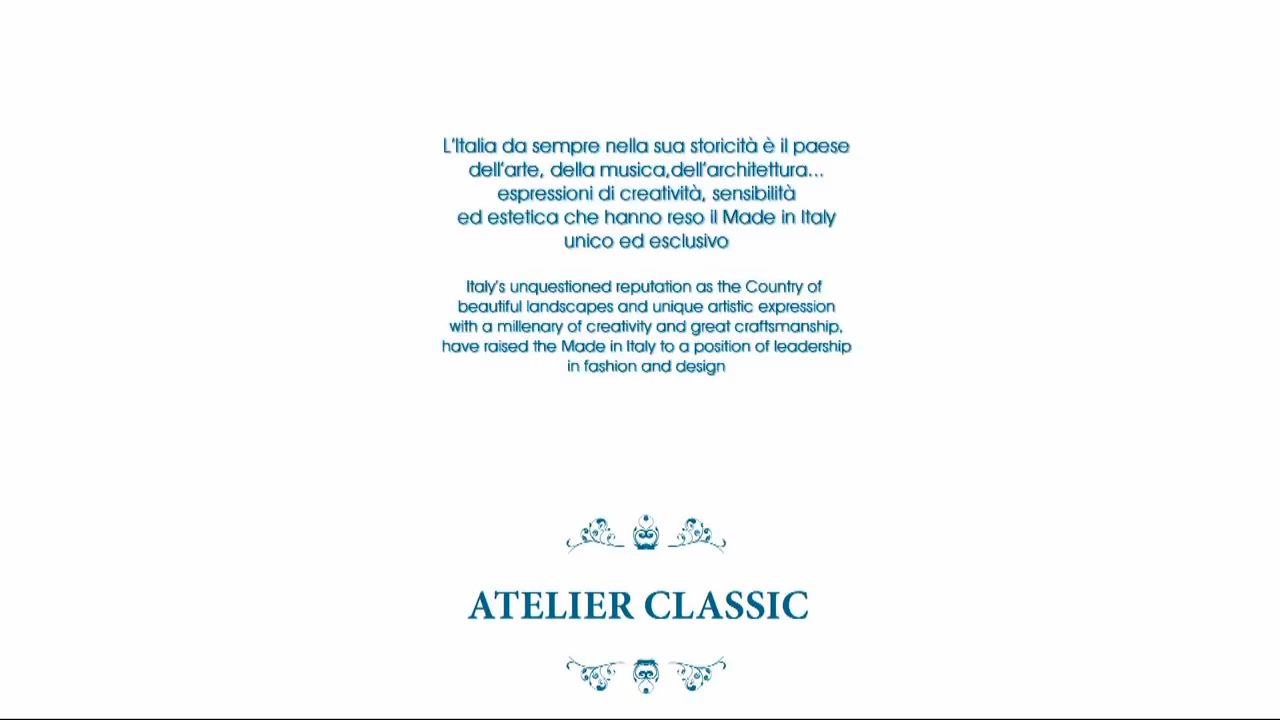 L'Italia da sempre nella sua storicità è il paese
dell'arte, della musica,dell'architettura...
espressioni di creatività, sensibilità
ed estetica che hanno reso il Made in Italy
unico ed esclusivo
Italy's unquestioned reputation as the Country of
beautiful landscapes and unique artistic expression
with a millenary of creativity and great craftsmanship,
have raised the Made in Italy to a position of leadership
in fashion and design
ATELIER CLASSIC